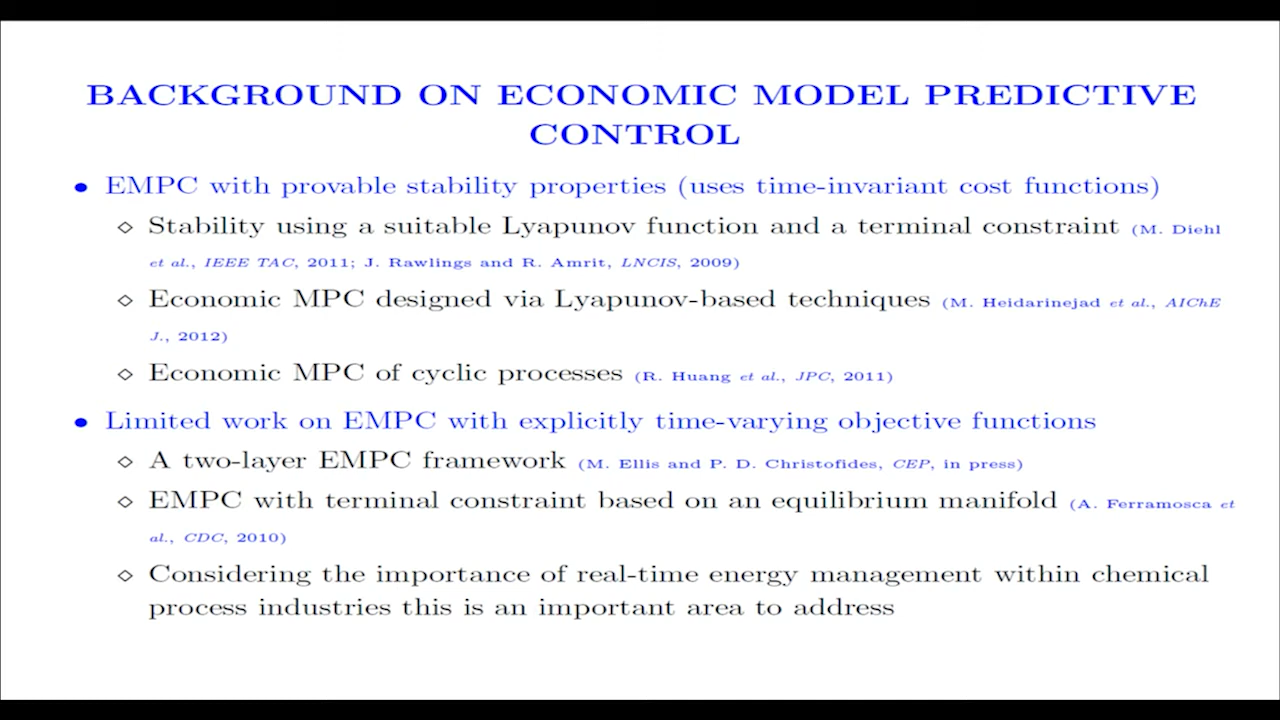 BACKGROUND ON ECONOMIC MODEL PREDICTIVE
CONTROL
• EMPC with provable stability properties (uses time-invariant cost functions)
⋄ Stability using a suitable Lyapunov function and a terminal constraint (M. Diehl
et al., IEEE TAC, 2011; J. Rawlings and R. Amrit, LNCIS, 2009)
⋄ Economic MPC designed via Lyapunov-based techniques (M. Heidarinejad et al., AIChE
J., 2012)
⋄ Economic MPC of cyclic processes (R. Huang et al., JPC, 2011)
• Limited work on EMPC with explicitly time-varying objective functions
⋄ A two-layer EMPC framework (M. Ellis and P. D. Christofides, CEP, in press)
⋄ EMPC with terminal constraint based on an equilibrium manifold (A. Ferramosca et
al., CDC, 2010)
⋄ Considering the importance of real-time energy management within chemical
process industries this is an important area to address